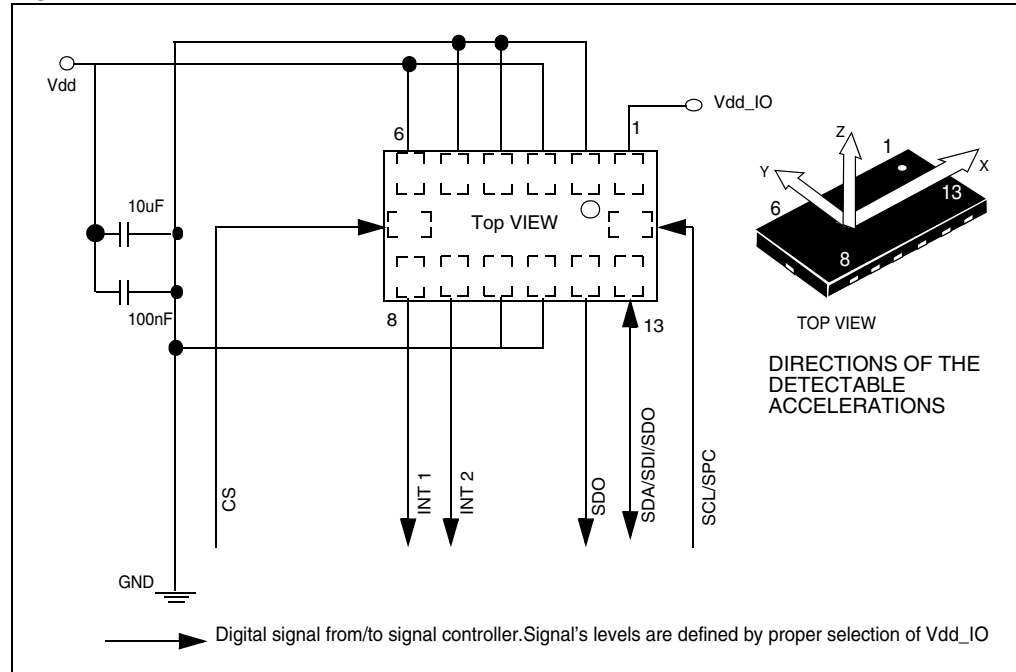 Vdd
Vdd_IO
6
1
10uF
Top VIEW
100nF
8
13
Z
1
Y
X
6
13
8
TOP VIEW
DIRECTIONS OF THE
DETECTABLE
ACCELERATIONS
CS
INT 1
INT 2
SDO
SDA/SDI/SDO
SCL/SPC
GND
Digital signal from/to signal controller.Signal's levels are defined by proper selection of Vdd_IO